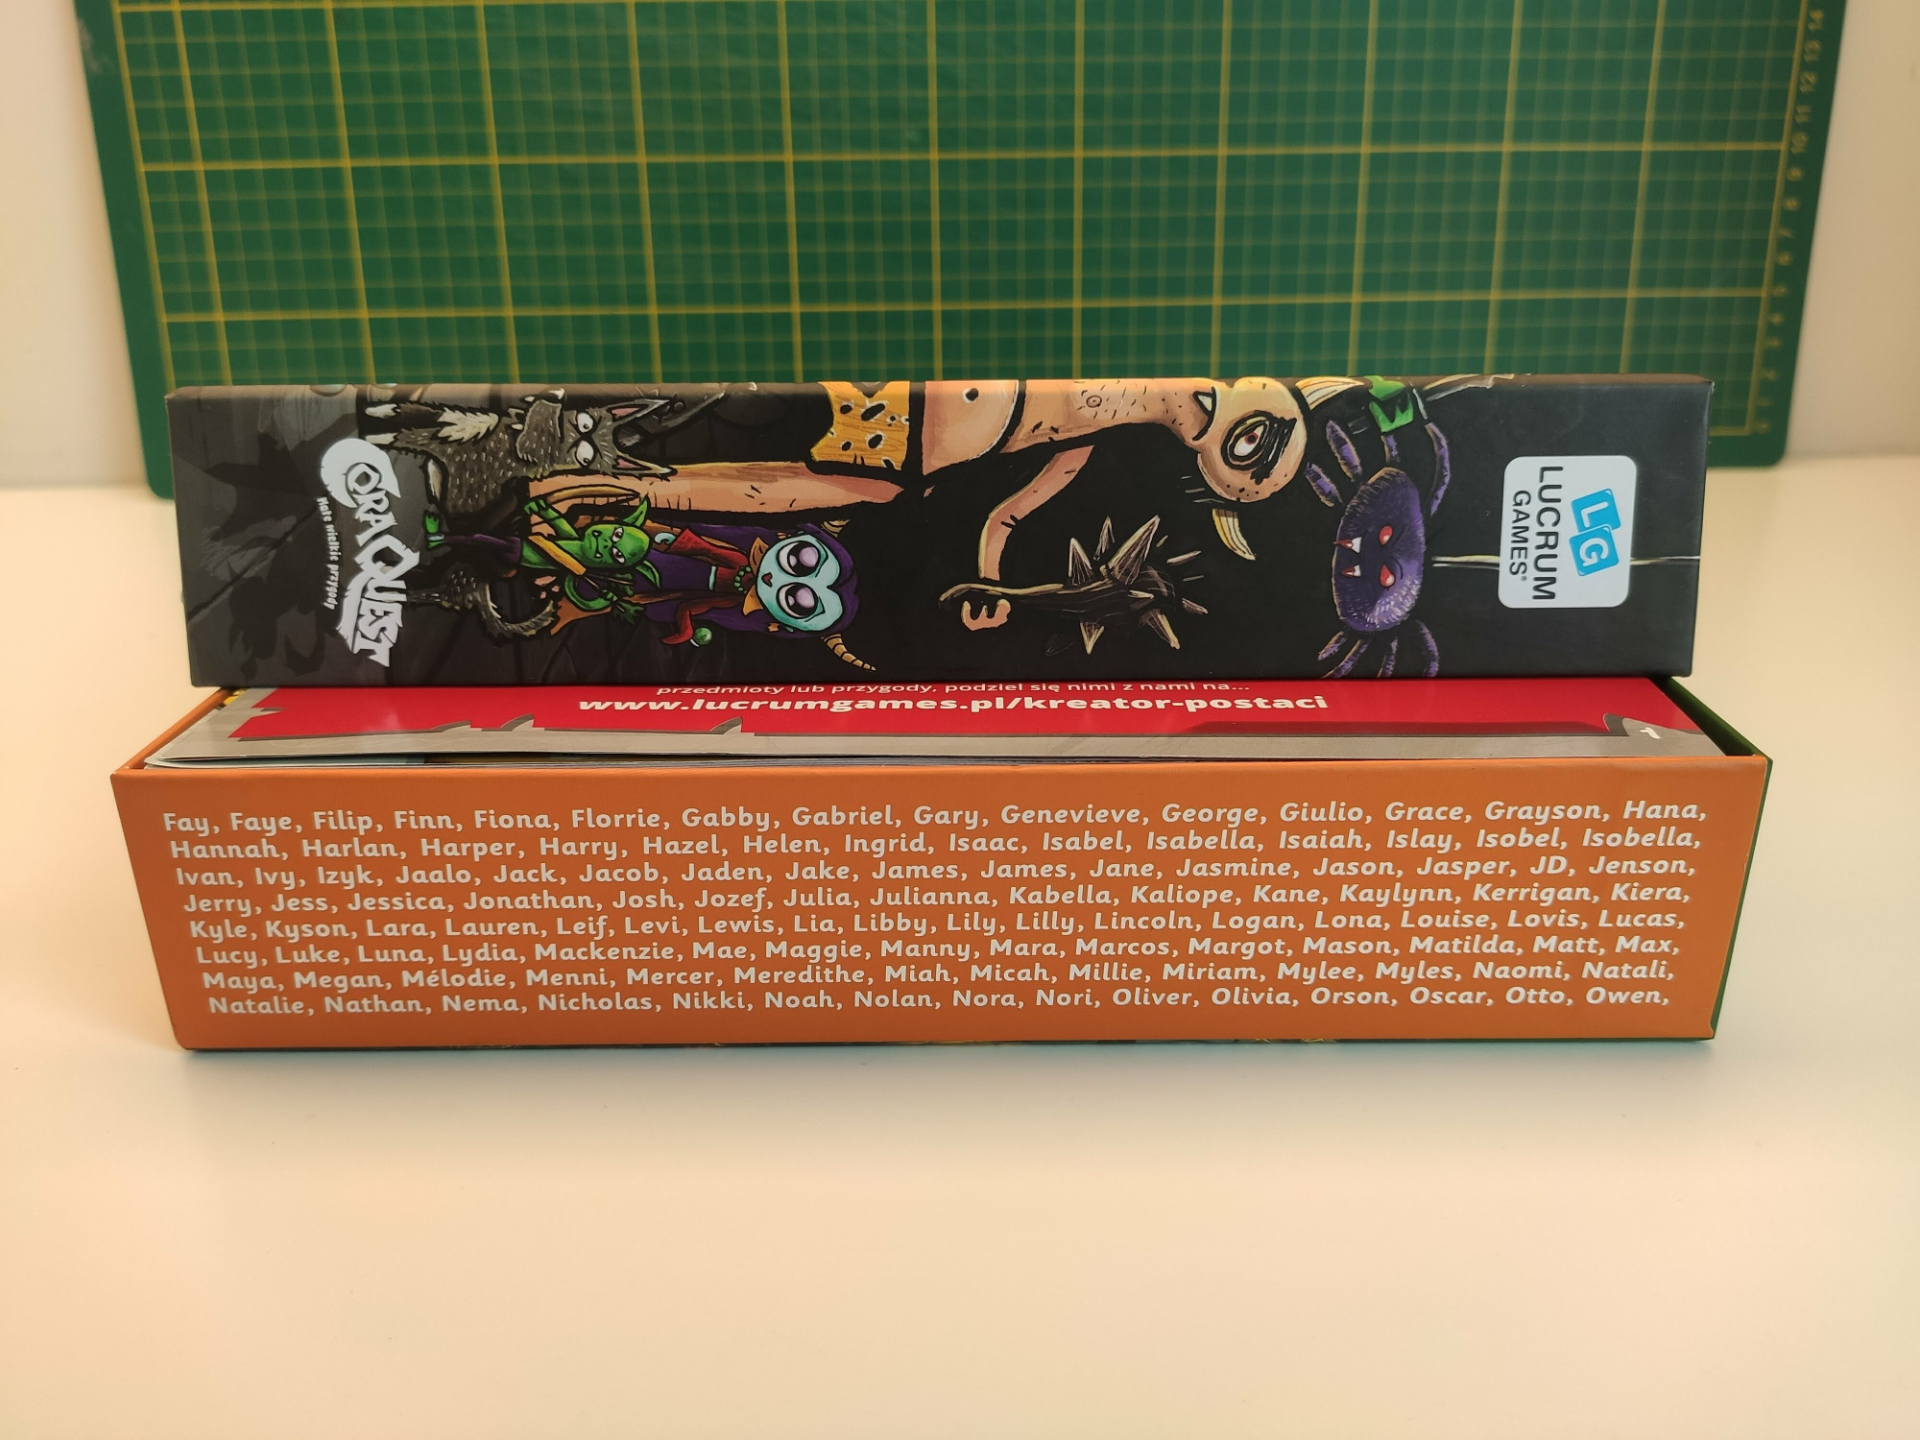 CORAQUEST
Małe wielkie przygody
LG
LUCRUM
GAMES®
przedmioty lub przygody, podziel się nimi z nami na...
www.lucrumgames.pl/kreator-postaci
Fay, Faye, Filip, Finn, Fiona, Florrie, Gabby, Gabriel, Gary, Genevieve, George, Giulio, Grace, Grayson, Hana,
Hannah, Harlan, Harper, Harry, Hazel, Helen, Ingrid, Isaac, Isabel, Isabella, Isaiah, Islay, Isobel, Isobella,
Ivan, Ivy, Izyk, Jaalo, Jack, Jacob, Jaden, Jake, James, James, Jane, Jasmine, Jason, Jasper, JD, Jenson,
Jerry, Jess, Jessica, Jonathan, Josh, Jozef, Julia, Julianna, Kabella, Kaliope, Kane, Kaylynn, Kerrigan, Kiera,
Kyle, Kyson, Lara, Lauren, Leif, Levi, Lewis, Lia, Libby, Lily, Lilly, Lincoln, Logan, Lona, Louise, Lovis, Lucas,
Lucy, Luke, Luna, Lydia, Mackenzie, Mae, Maggie, Manny, Mara, Marcos, Margot, Mason, Matilda, Matt, Max,
Maya, Megan, Mélodie, Menni, Mercer, Meredithe, Miah, Micah, Millie, Miriam, Mylee, Myles, Naomi, Natali,
Natalie, Nathan, Nema, Nicholas, Nikki, Noah, Nolan, Nora, Nori, Oliver, Olivia, Orson, Oscar, Otto, Owen,